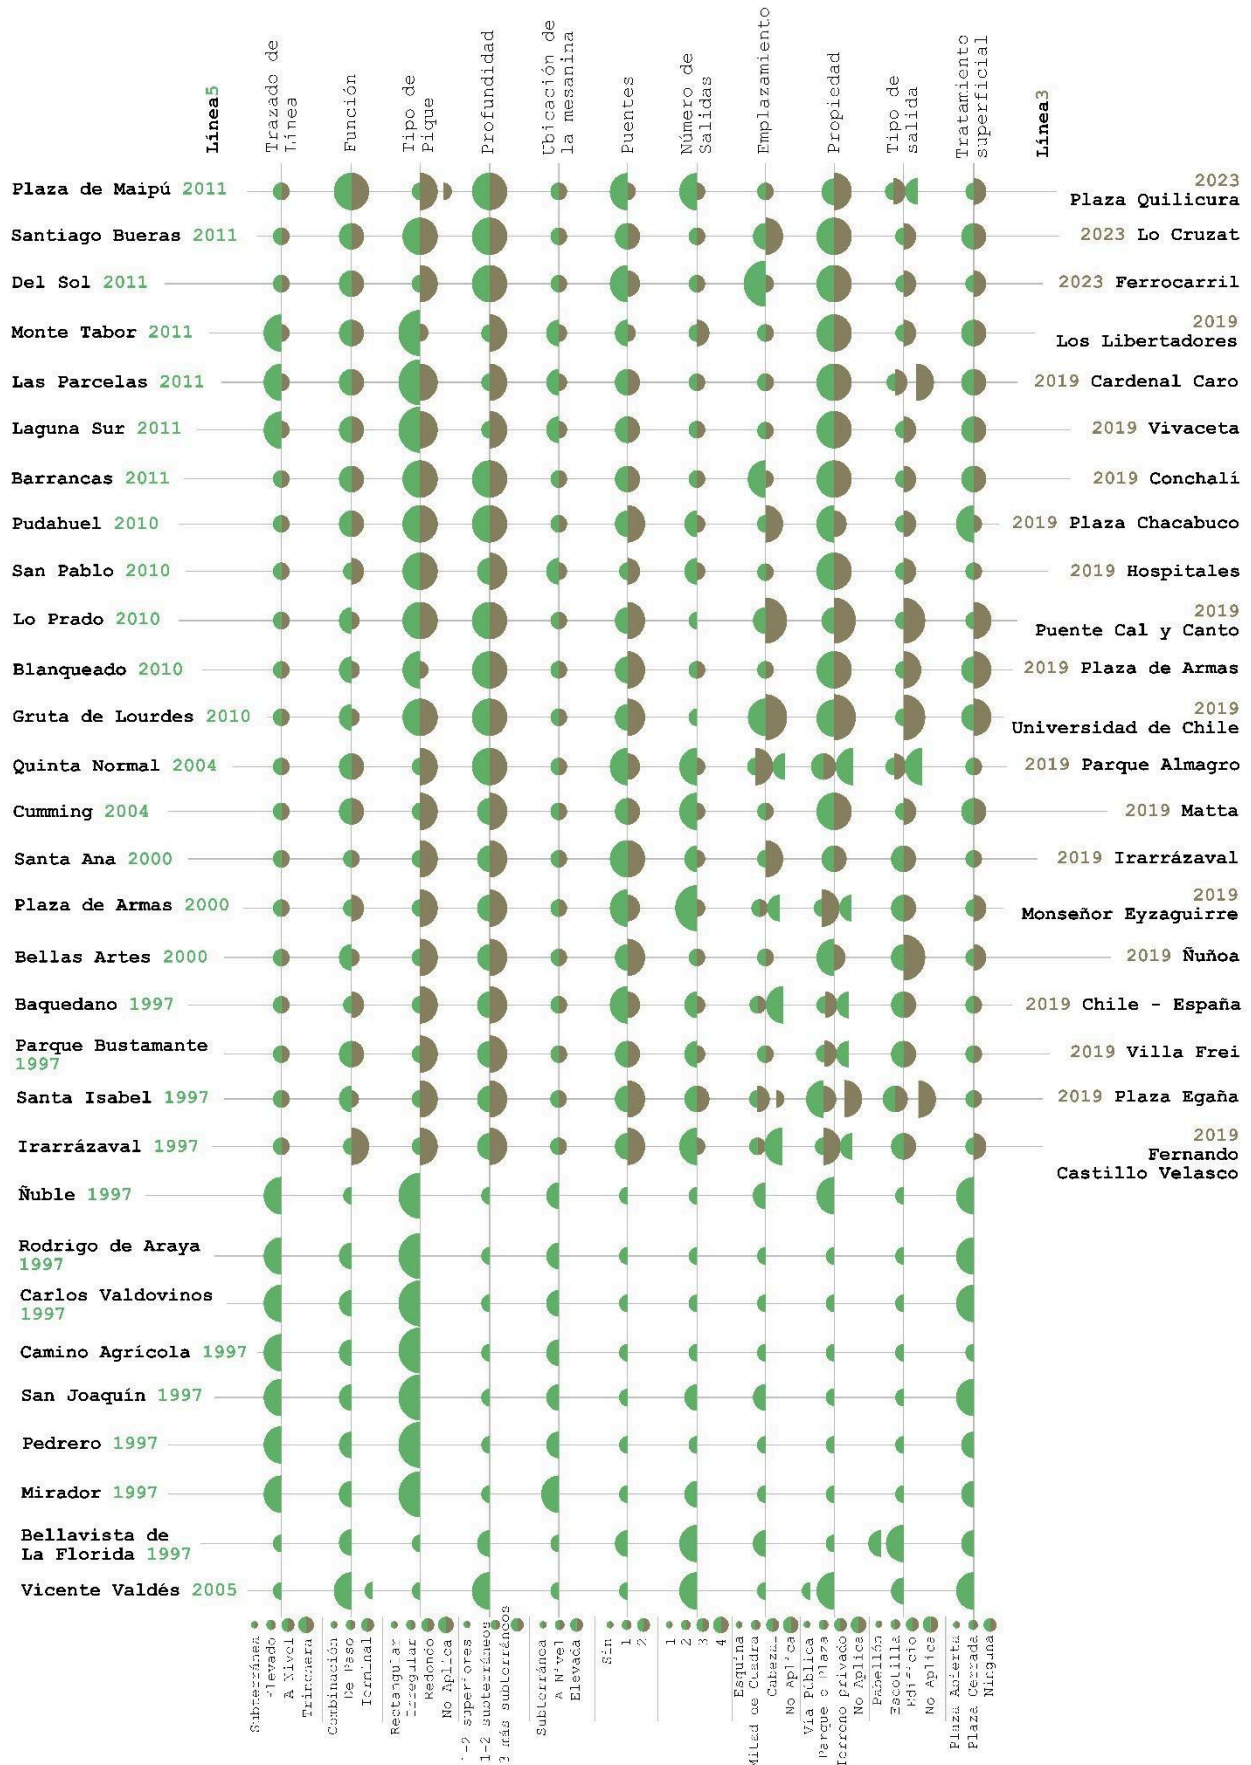 Línea5
Trazado de
Línea
Función
Tipo de
Pique
Profundidad
Ubicación de
la mesanina
Puentes
Número de
Salidas
Emplazamiento
Propiedad
Tipo de
salida
Tratamiento
superficial
Línea3
Plaza de Maipú 2011
2023
Plaza Quilicura
Santiago Bueras 2011
2023 Lo Cruzat
Del Sol 2011
2023 Ferrocarril
Monte Tabor 2011
2019
Los Libertadores
Las Parcelas 2011
2019 Cardenal Caro
Laguna Sur 2011
2019 Vivaceta
Barrancas 2011
2019 Conchalí
Pudahuel 2010
2019 Plaza Chacabuco
San Pablo 2010
2019 Hospitales
Lo Prado 2010
2019
Puente Cal y Canto
Blanqueado 2010
2019 Plaza de Armas
Gruta de Lourdes 2010
2019
Universidad de Chile
Quinta Normal 2004
2019 Parque Almagro
Cumming 2004
2019 Matta
Santa Ana 2000
2019 Irarrázaval
Plaza de Armas 2000
2019
Monseñor Eyzaguirre
Bellas Artes 2000
2019 Ñuñoa
Baquedano 1997
2019 Chile - España
Parque Bustamante
1997
2019 Villa Frei
Santa Isabel 1997
2019 Plaza Egaña
Irarrázaval 1997
2019
Fernando
Castillo Velasco
Ñuble 1997
Rodrigo de Araya
1997
Carlos Valdovinos
1997
Camino Agrícola 1997
San Joaquín 1997
Pedrero 1997
Mirador 1997
Bellavista de
La Florida 1997
Vicente Valdés 2005
Subterránea
Elevado
A Nivel
Trinchera
Combinación
De Paso
Terminal
Rectangular
Irregular
Redondo
No Aplica
1-2 superiores
1-2 subterráneos
3 más subterráneos
Subterránea
A Nivel
Elevada
Sin
1
2
1
2
3
4
Esquina
Mitad de Cuadra
Cabezal
No Aplica
Vía Pública
Parque o Plaza
Terreno privado
No Aplica
Pabellón
Escotilla
Edificio
No Aplica
Plaza Abierta
Plaza Cerrada
Ninguna